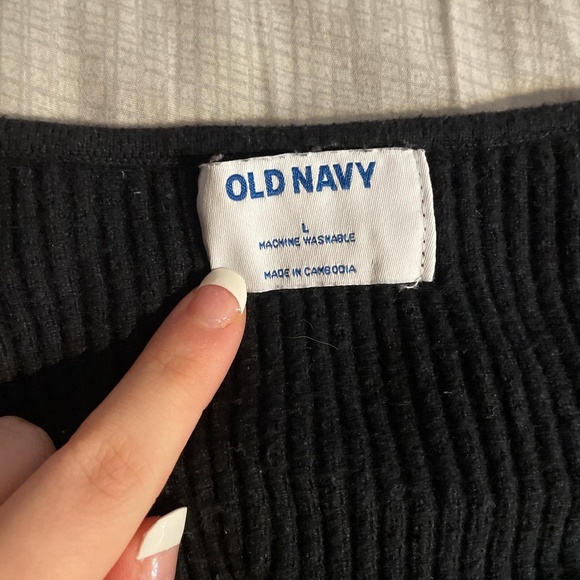 OLD NAVY
L
MACHINE WASHABLE
MADE IN CAMBODIA